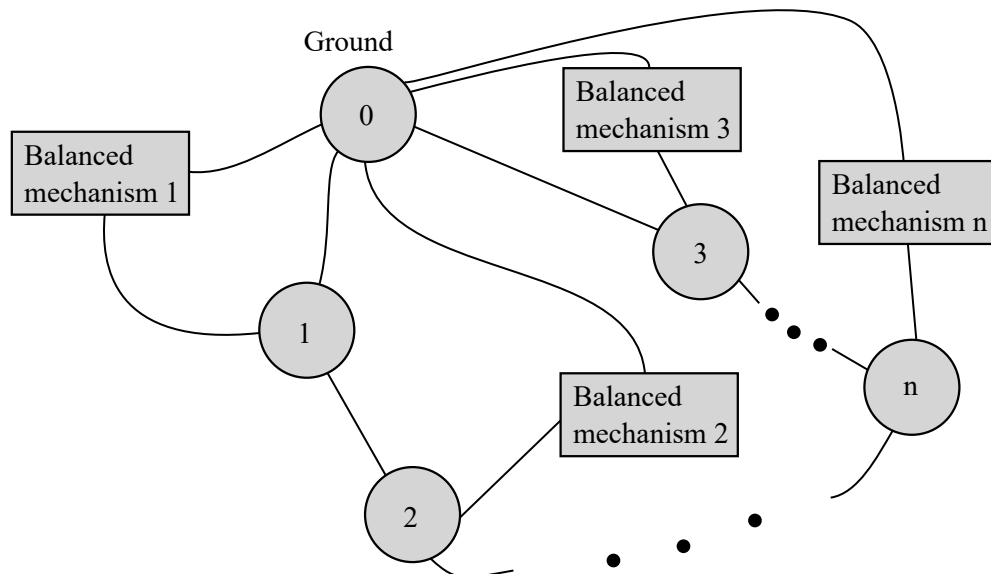 Ground
0
Balanced
mechanism 3
Balanced
mechanism 1
Balanced
mechanism n
3
1
n
Balanced
mechanism 2
2